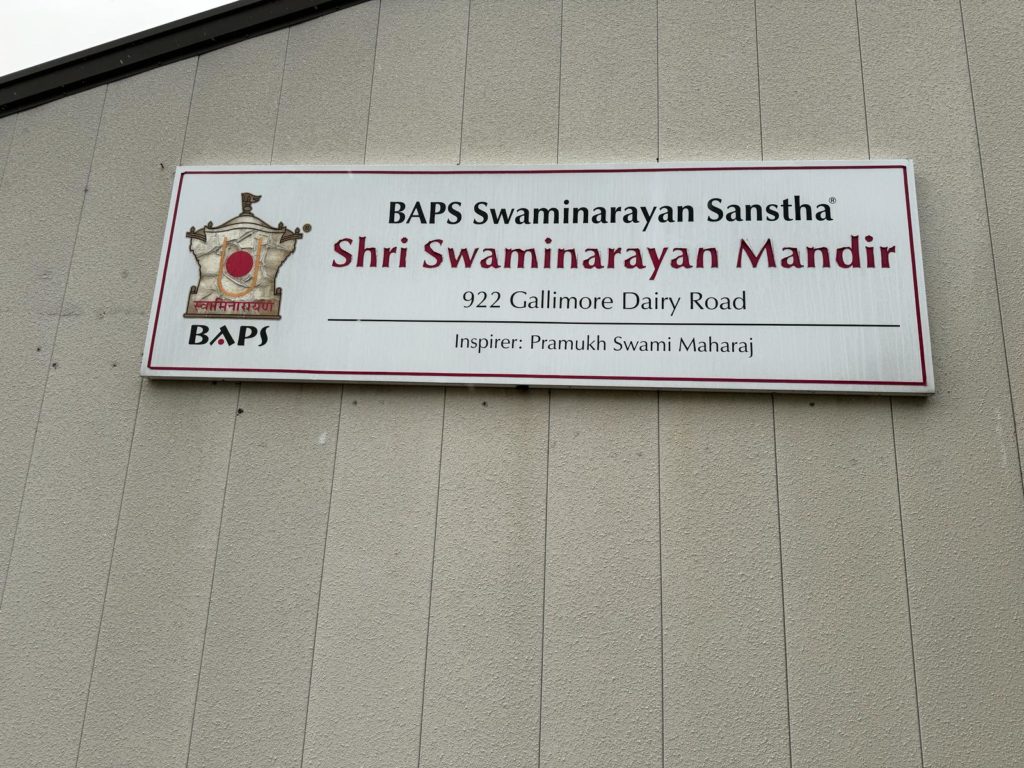 BAPS Swaminarayan Sanstha®
Shri Swaminarayan Mandir
922 Gallimore Dairy Road
Inspirer: Pramukh Swami Maharaj
स्वामिनारायण
BAPS